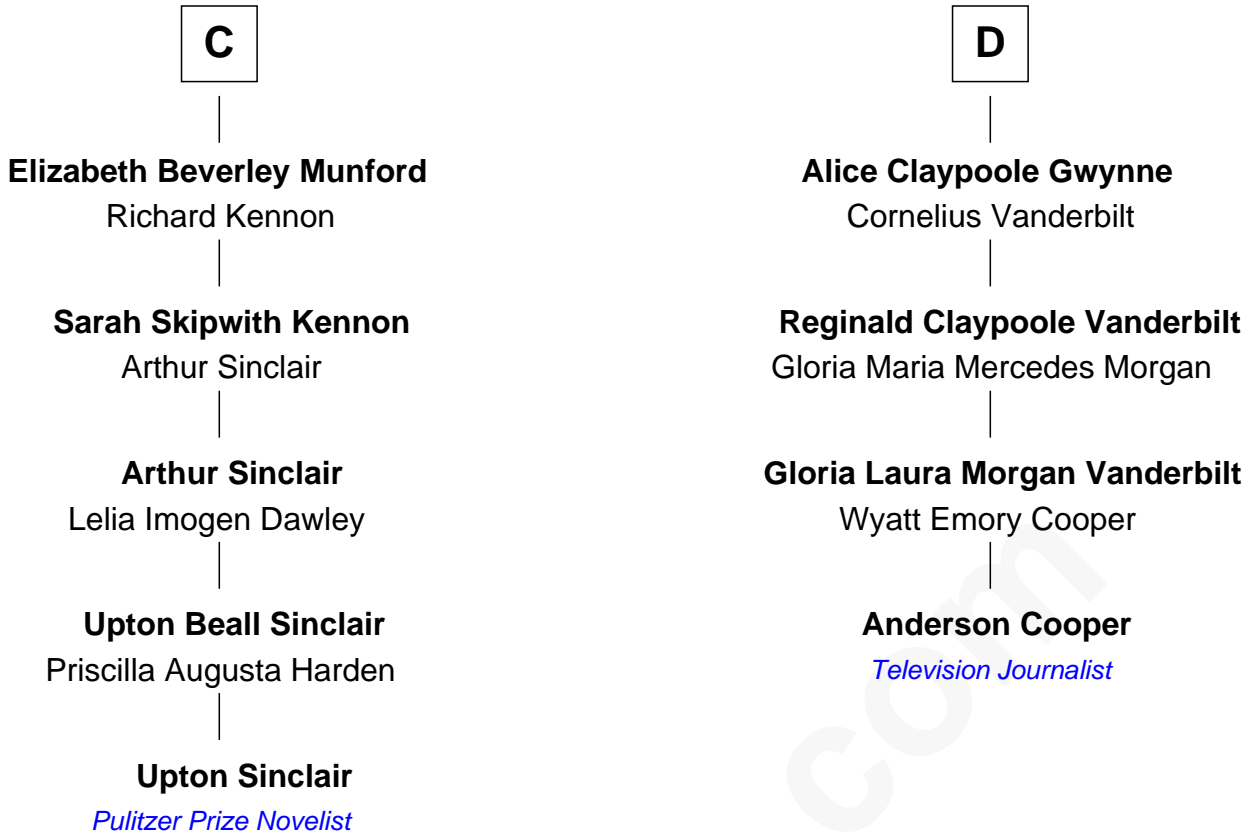 C
Elizabeth Beverley Munford
Richard Kennon
Sarah Skipwith Kennon
Arthur Sinclair
Arthur Sinclair
Lelia Imogen Dawley
Upton Beall Sinclair
Priscilla Augusta Harden
Upton Sinclair
Pulitzer Prize Novelist
D
Alice Claypoole Gwynne
Cornelius Vanderbilt
Reginald Claypoole Vanderbilt
Gloria Maria Mercedes Morgan
Gloria Laura Morgan Vanderbilt
Wyatt Emory Cooper
Anderson Cooper
Television Journalist
com